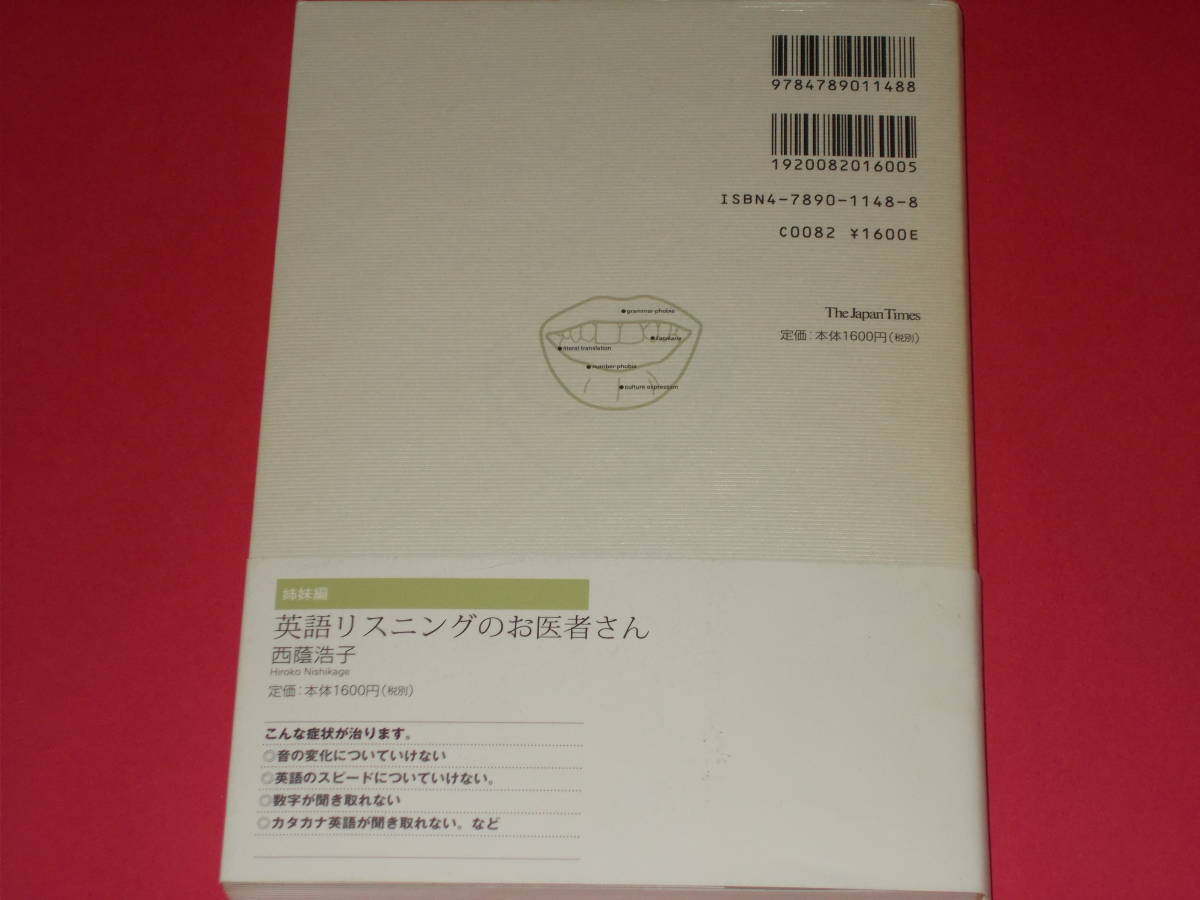 9784789011488
1920082016005
ISBN4-7890-1148-8
C0082 ¥1600E
The Japan Times
定価：本体1600円（税別）
grammar-phobia
katakana
literal translation
number-phobia
culture expression
姉妹編
英語リスニングのお医者さん
西蔭浩子
Hiroko Nishikage
定価：本体1600円（税別）
こんな症状が治ります。
◎音の変化についていけない
◎英語のスピードについていけない。
◎数字が聞き取れない
◎カタカナ英語が聞き取れない。など